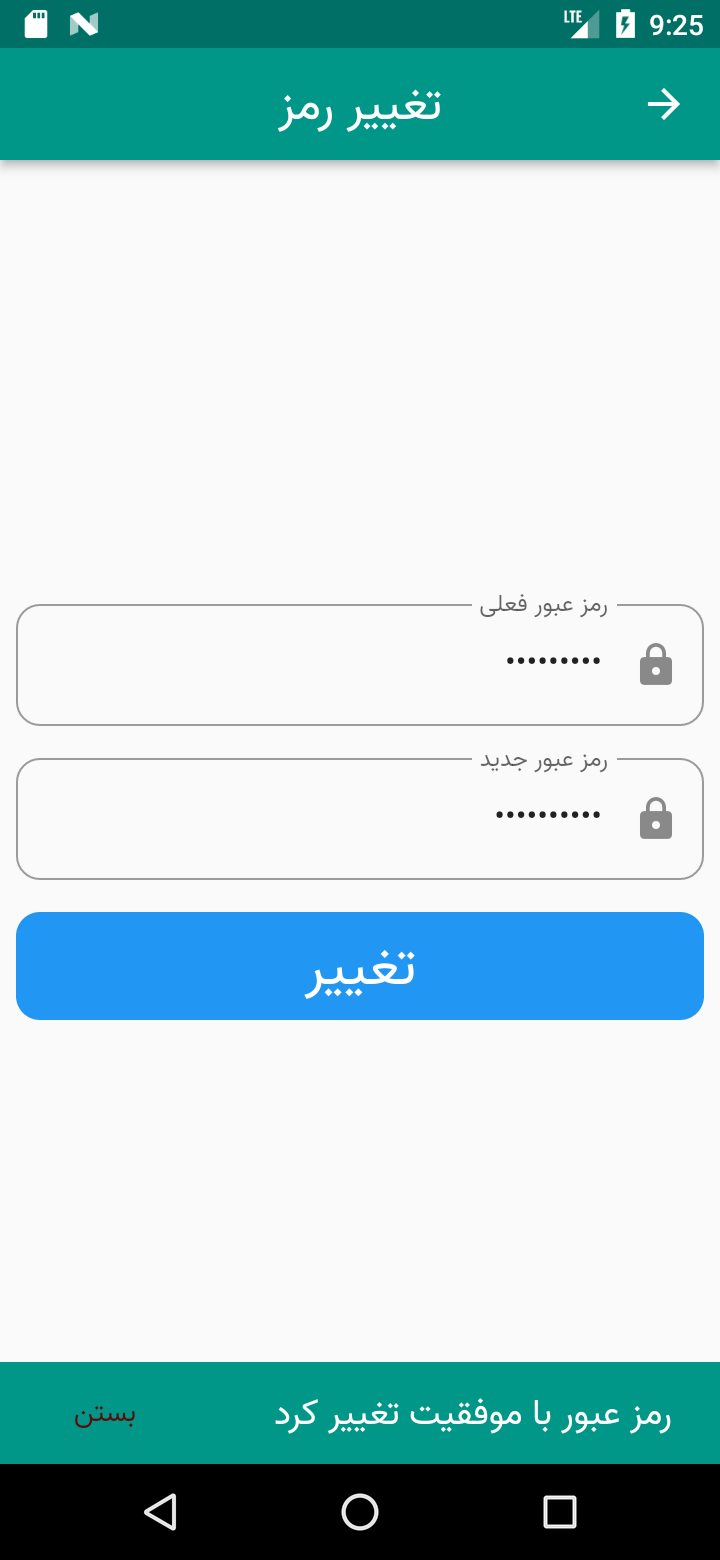 LTE 9:25
تغییر رمز
رمز عبور فعلی
•••••••••
رمز عبور جدید
••••••••••
تغییر
رمز عبور با موفقیت تغییر کرد
بستن